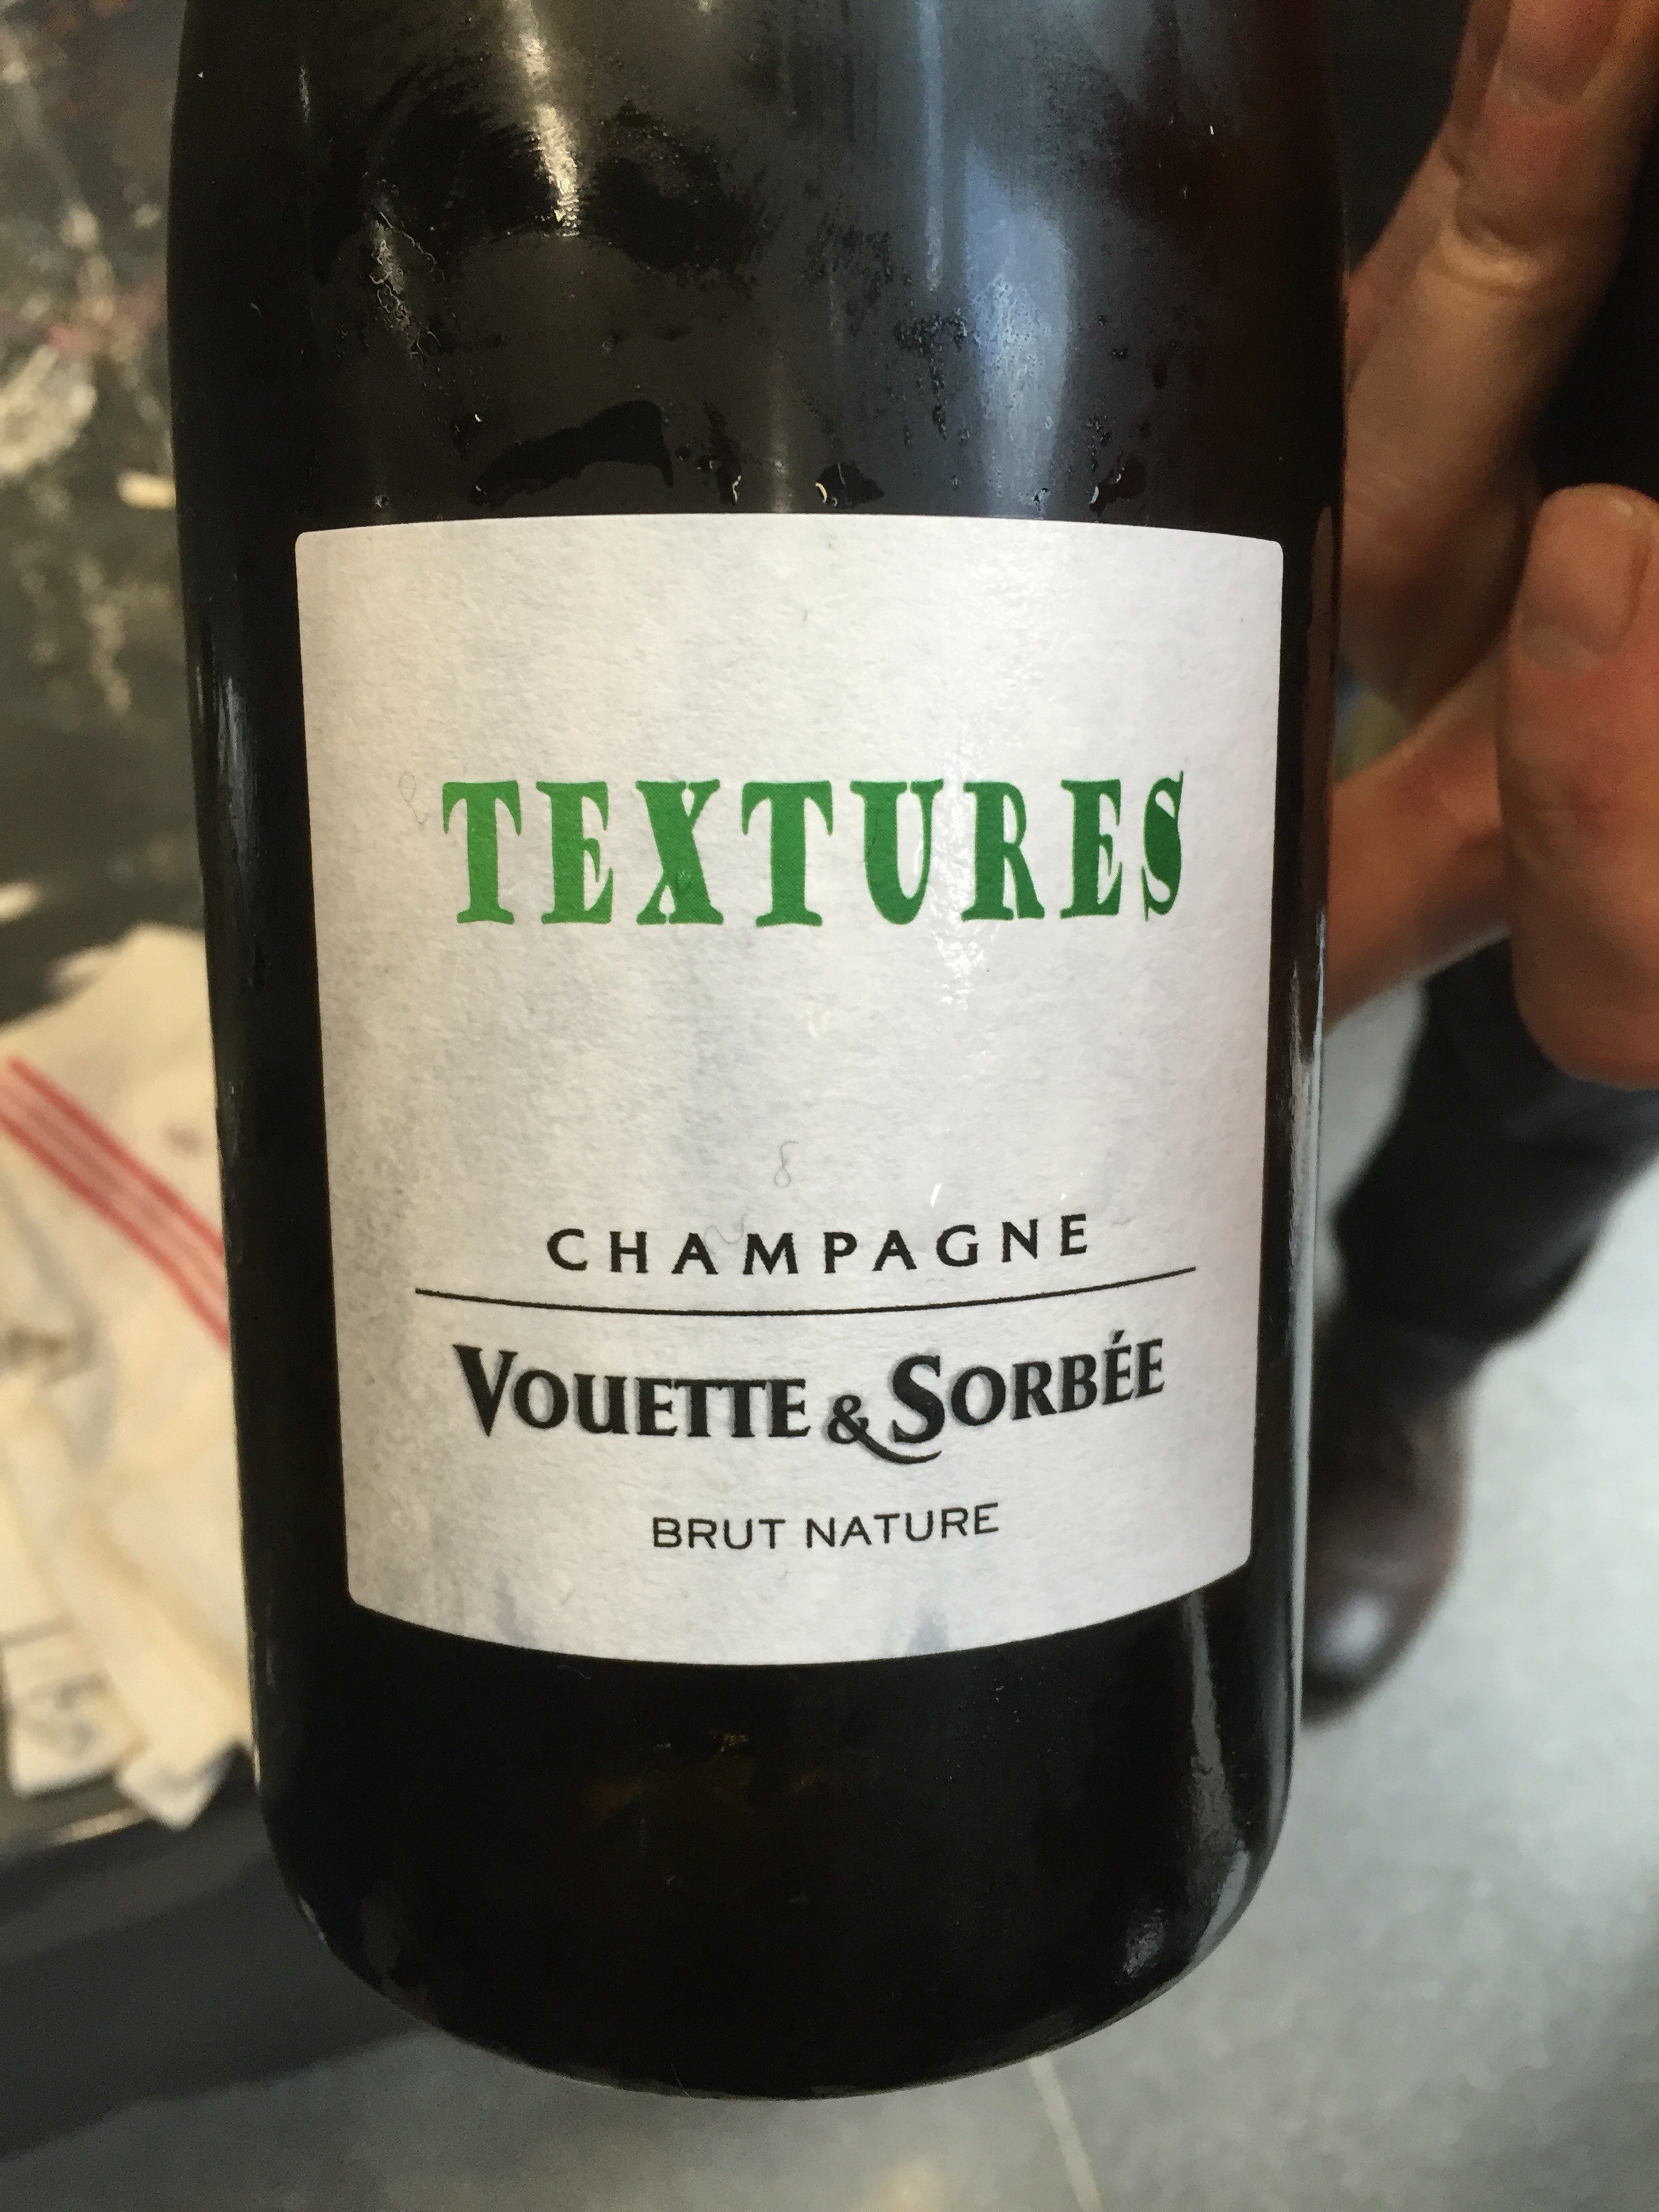 TEXTURES
CHAMPAGNE
VOUETTE & SORBÉE
BRUT NATURE